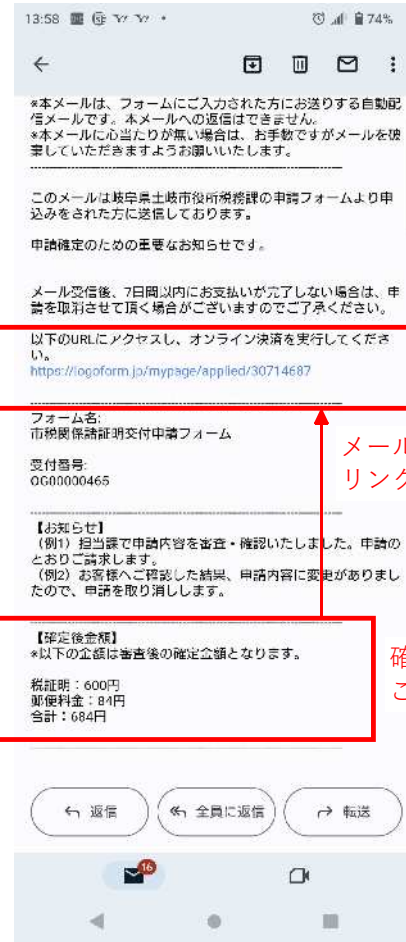 13:58
74%
*本メールは、フォームにご入力された方にお送りする自動配
信メールです。本メールへの返信はできません。
*本メールに心当たりが無い場合は、お手数ですがメールを破
棄していただきますようお願いいたします。
このメールは岐阜県土岐市役所税務課の申請フォームより申
込みをされた方に送信しております。
申請確定のための重要なお知らせです。
メール受信後、7日間以内にお支払いが完了しない場合は、申
請を取消させて頂く場合がございますのでご了承ください。
以下のURLにアクセスし、オンライン決済を実行してくださ
い。
https://logoform.jp/mypage/applied/30714687
フォーム名:
市税関係諸証明交付申請フォーム
メール
受付番号:
リンク
OG00000465
【お知らせ】
(例1) 担当課で申請内容を審査・確認いたしました。申請の
とおりご請求します。
(例2) お客様へご確認した結果、申請内容に変更がありまし
たので、申請を取り消しします。
【確定後金額】
*以下の金額は審査後の確定金額となります。
確
税証明:600円
こ
郵便料金:84円
合計:684円
返信
全員に返信
転送
16